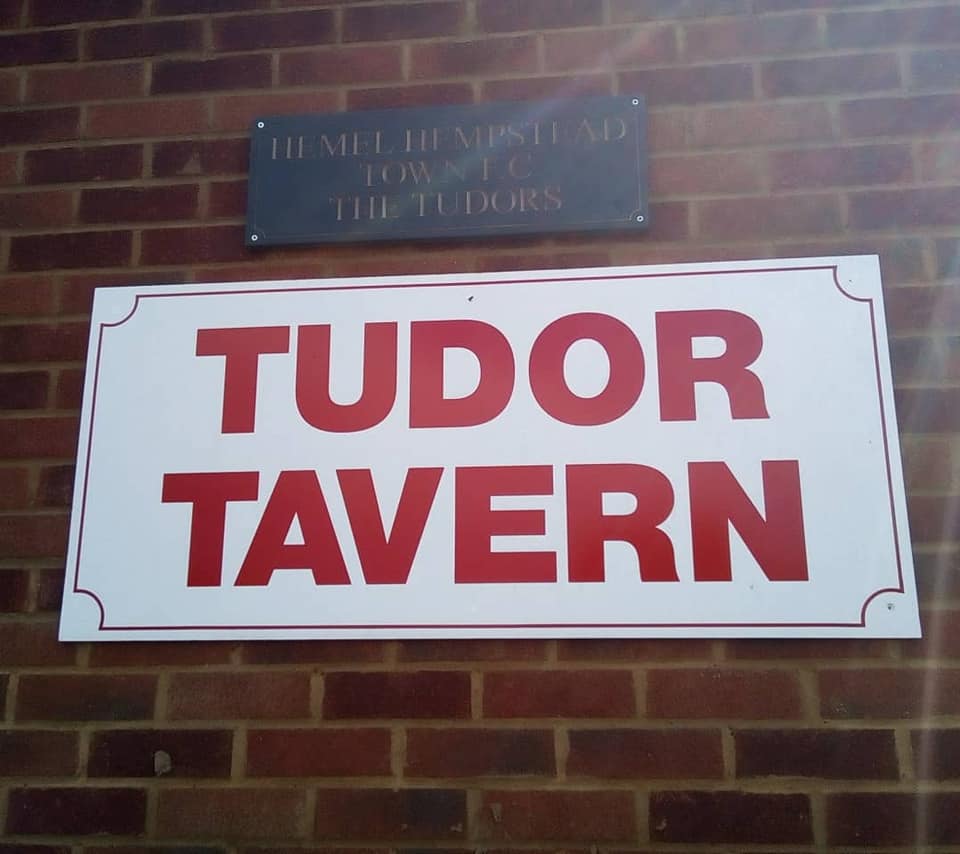 HEMEL HEMPSTEAD
TOWN F.C
THE TUDORS
TUDOR
TAVERN